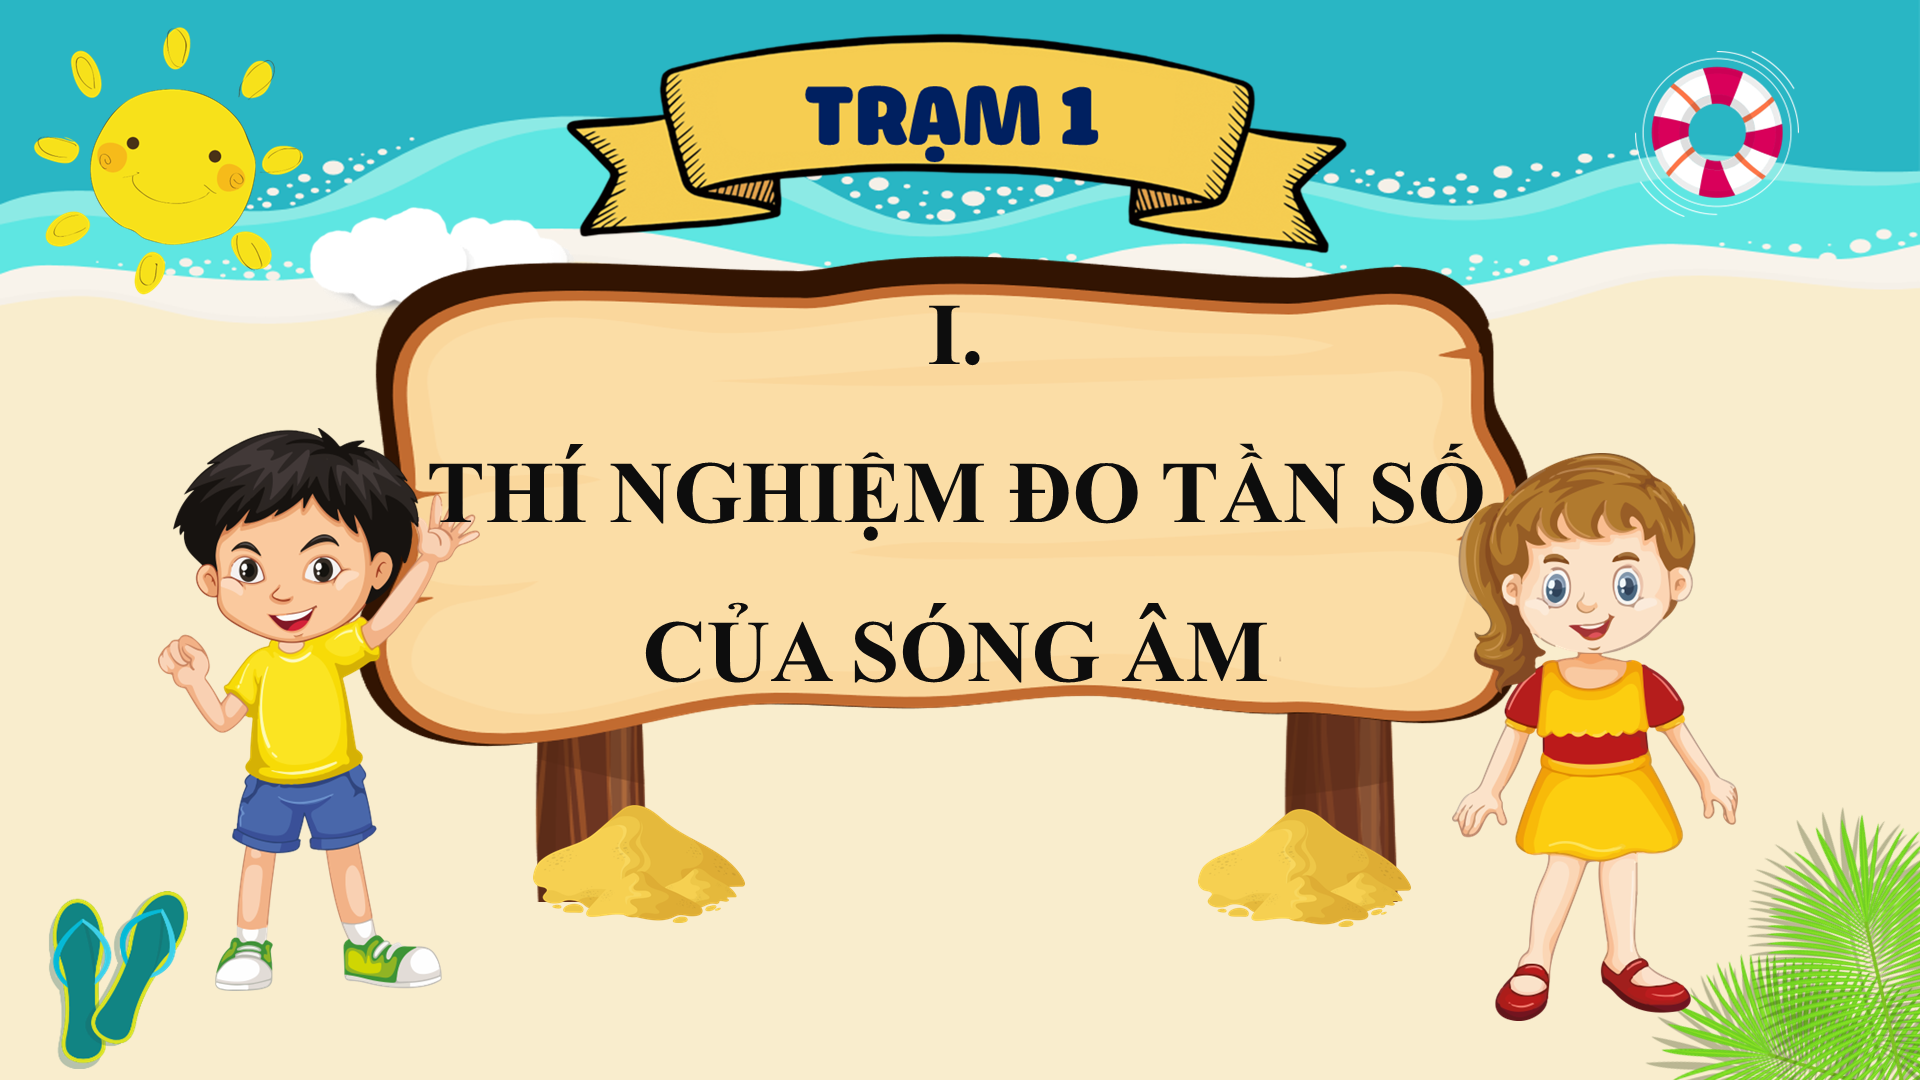 TRẠM 1
I.
THÍ NGHIỆM ĐO TẦN SỐ
CỦA SÓNG ÂM